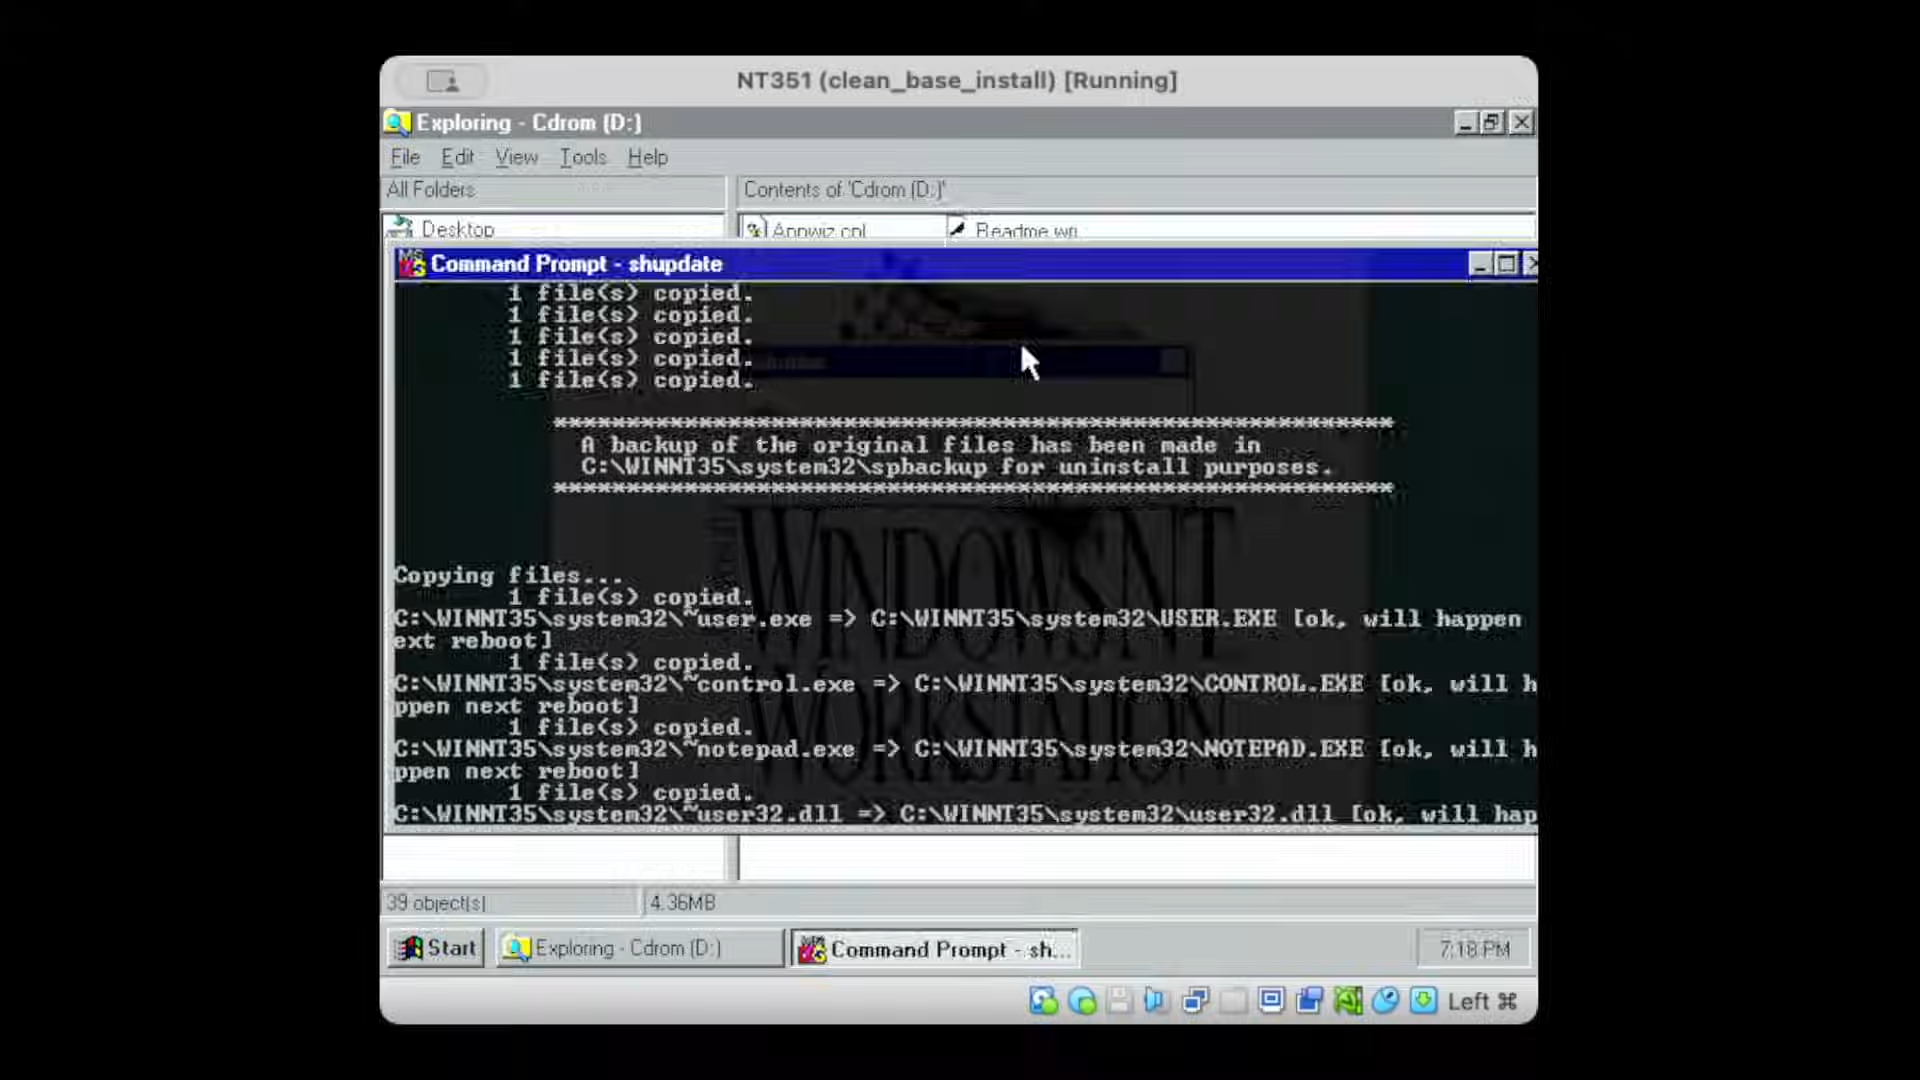 NT351 (clean_base_install) [Running]
Exploring - Cdrom (D:)
File Edit View Tools Help
All Folders
Contents of 'Cdrom (D:)'
Desktop
Appwiz.cpl
Readme.wri
Command Prompt - shupdate
1 file(s) copied.
1 file(s) copied.
1 file(s) copied.
1 file(s) copied.
1 file(s) copied.
**********************************************************
A backup of the original files has been made in
C:\WINNT35\system32\spbackup for uninstall purposes.
**********************************************************
Copying files...
1 file(s) copied.
C:\WINNT35\system32\~user.exe => C:\WINNT35\system32\USER.EXE [ok, will happen
ext reboot]
1 file(s) copied.
C:\WINNT35\system32\~control.exe => C:\WINNT35\system32\CONTROL.EXE [ok, will h
ppen next reboot]
1 file(s) copied.
C:\WINNT35\system32\~notepad.exe => C:\WINNT35\system32\NOTEPAD.EXE [ok, will h
ppen next reboot]
1 file(s) copied.
C:\WINNT35\system32\~user32.dll => C:\WINNT35\system32\user32.dll [ok, will hap
WINDOWS NT
WORKSTATION
39 object(s)
4.36MB
Start
Exploring - Cdrom (D:)
Command Prompt - sh...
7:18 PM
Left ⌘